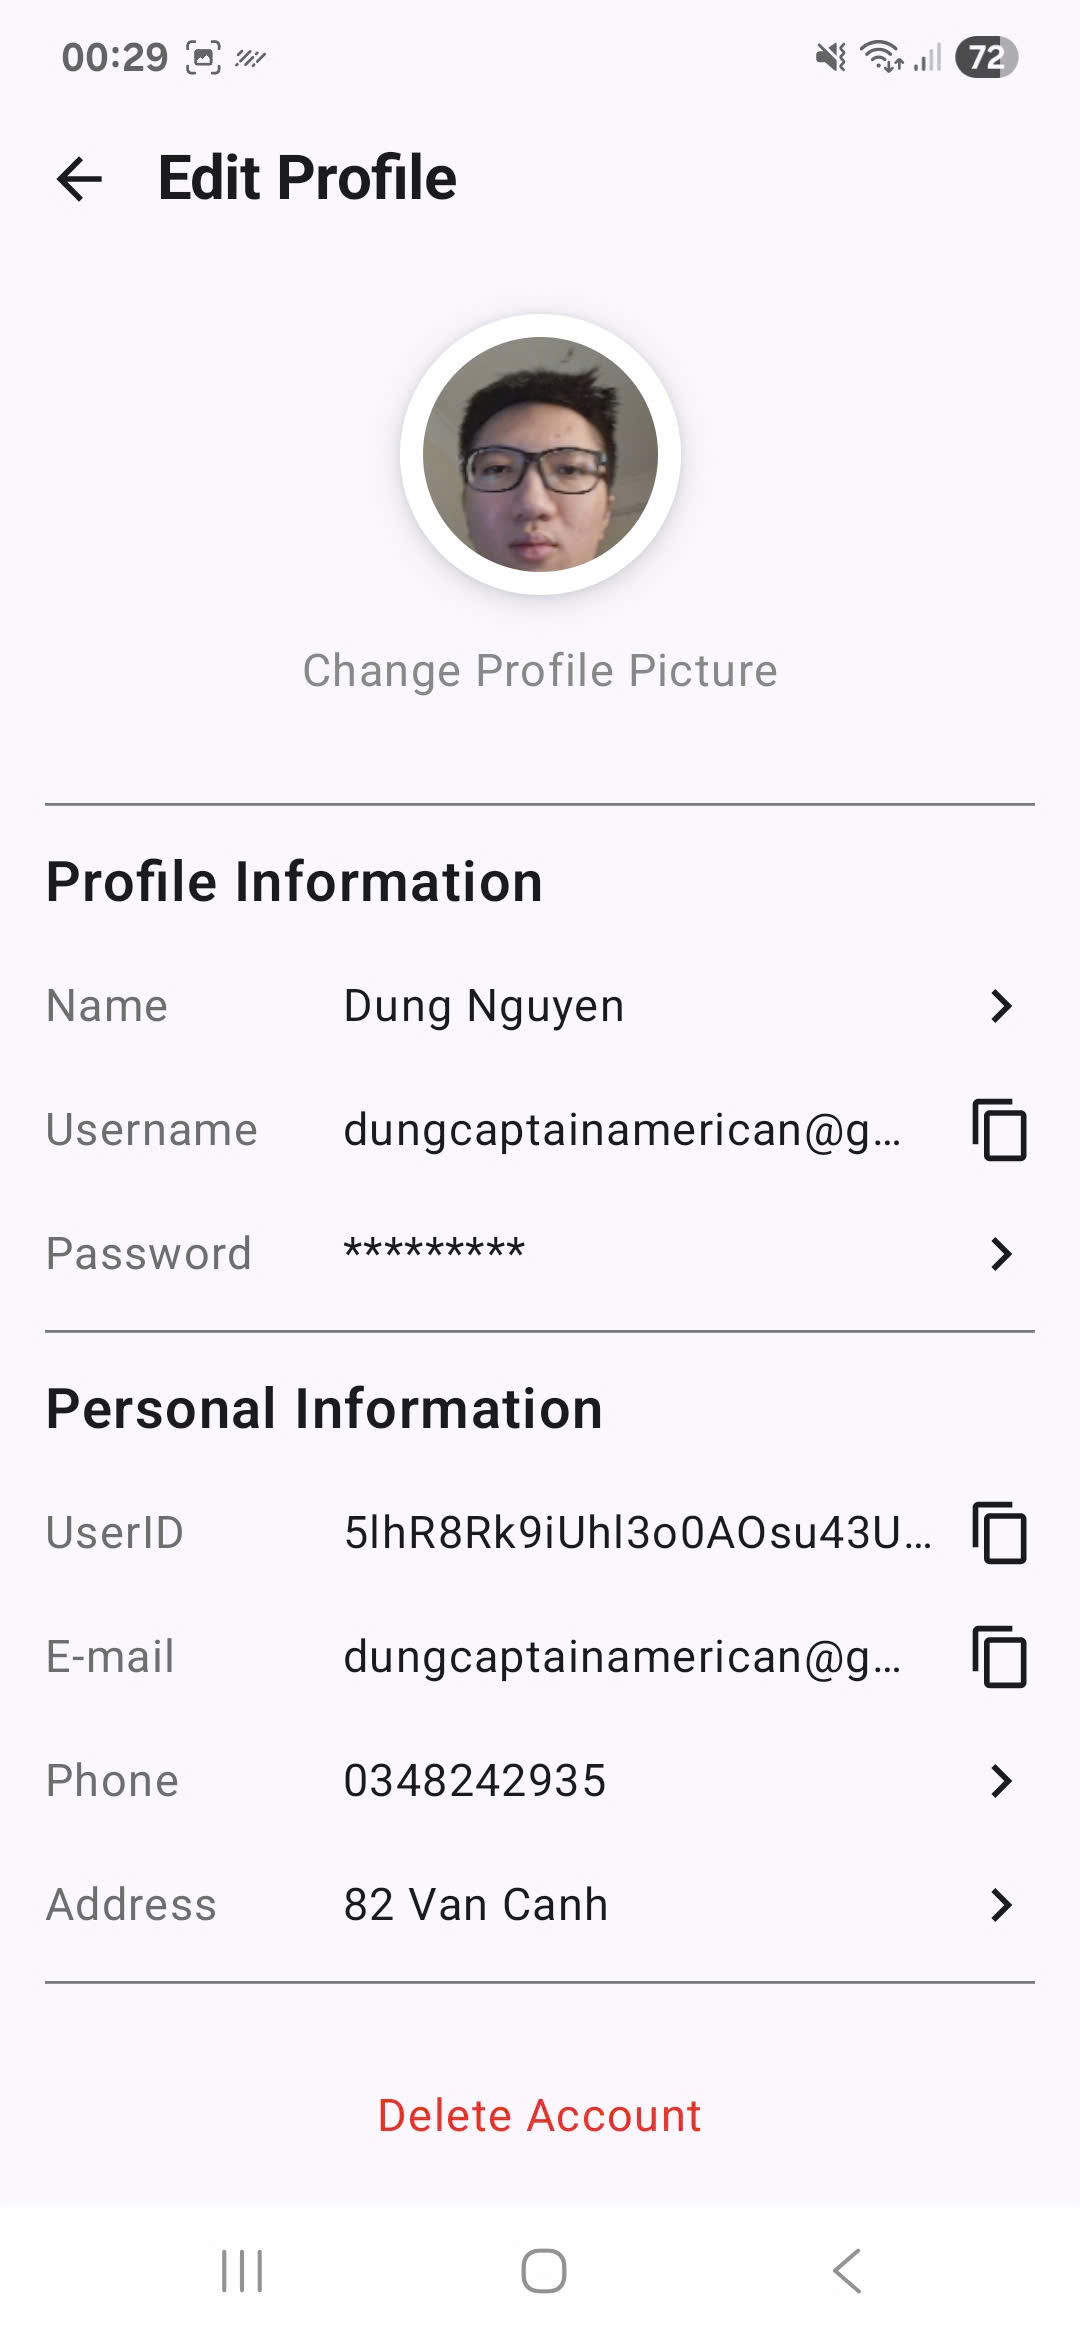 00:29
72
Edit Profile
Change Profile Picture
Profile Information
Name Dung Nguyen
Username dungcaptainamerican@g...
Password *********
Personal Information
UserID 5lhR8Rk9iUhl3o0AOsu43U...
E-mail dungcaptainamerican@g...
Phone 0348242935
Address 82 Van Canh
Delete Account